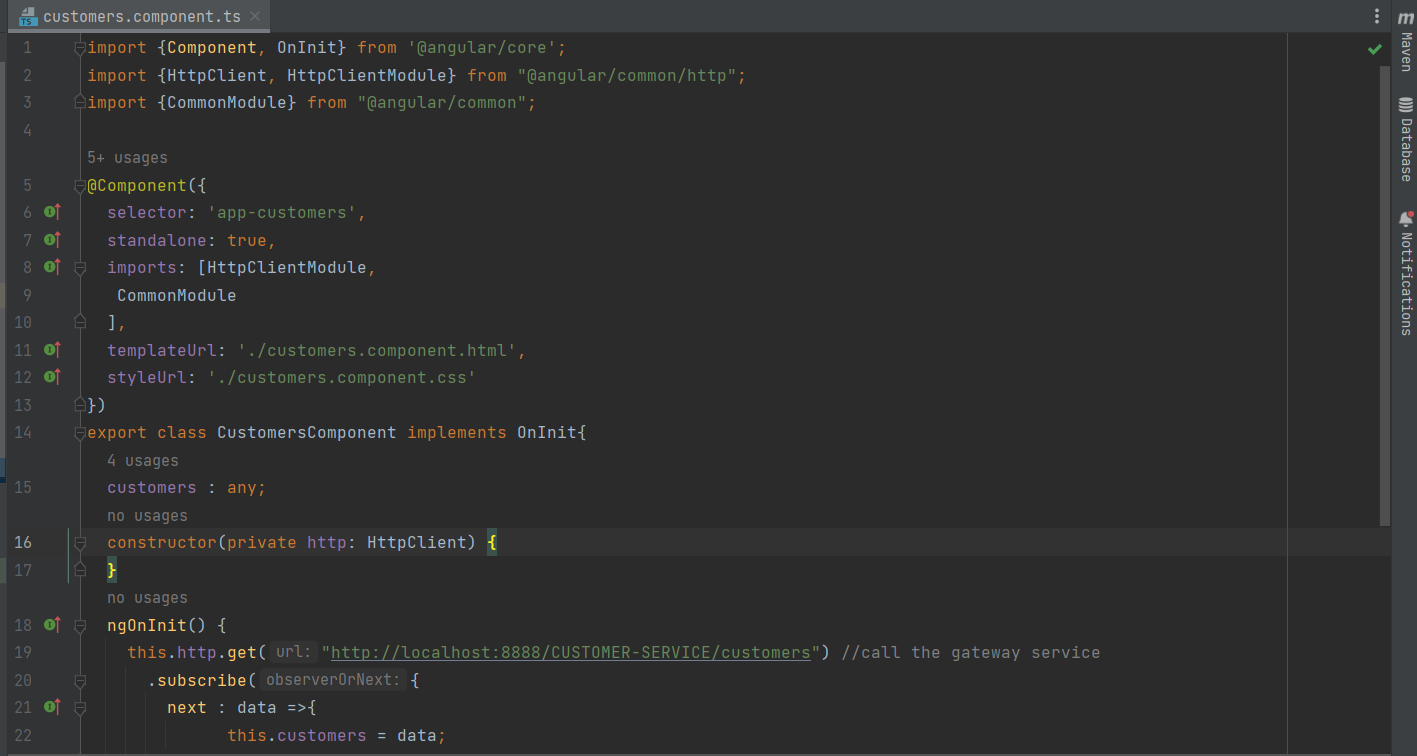 TS customers.component.ts
m
Maven
Database
Notifications
1 import {Component, OnInit} from '@angular/core';
2 import {HttpClient, HttpClientModule} from "@angular/common/http";
3 import {CommonModule} from "@angular/common";
4
5+ usages
5 @Component({
6 selector: 'app-customers',
7 standalone: true,
8 imports: [HttpClientModule,
9 CommonModule
10 ],
11 templateUrl: './customers.component.html',
12 styleUrl: './customers.component.css'
13 })
14 export class CustomersComponent implements OnInit{
4 usages
15 customers : any;
no usages
16 constructor(private http: HttpClient) {
17 }
no usages
18 ngOnInit() {
19 this.http.get( url: "http://localhost:8888/CUSTOMER-SERVICE/customers") //call the gateway service
20 .subscribe( observerOrNext: {
21 next : data =>{
22 this.customers = data;